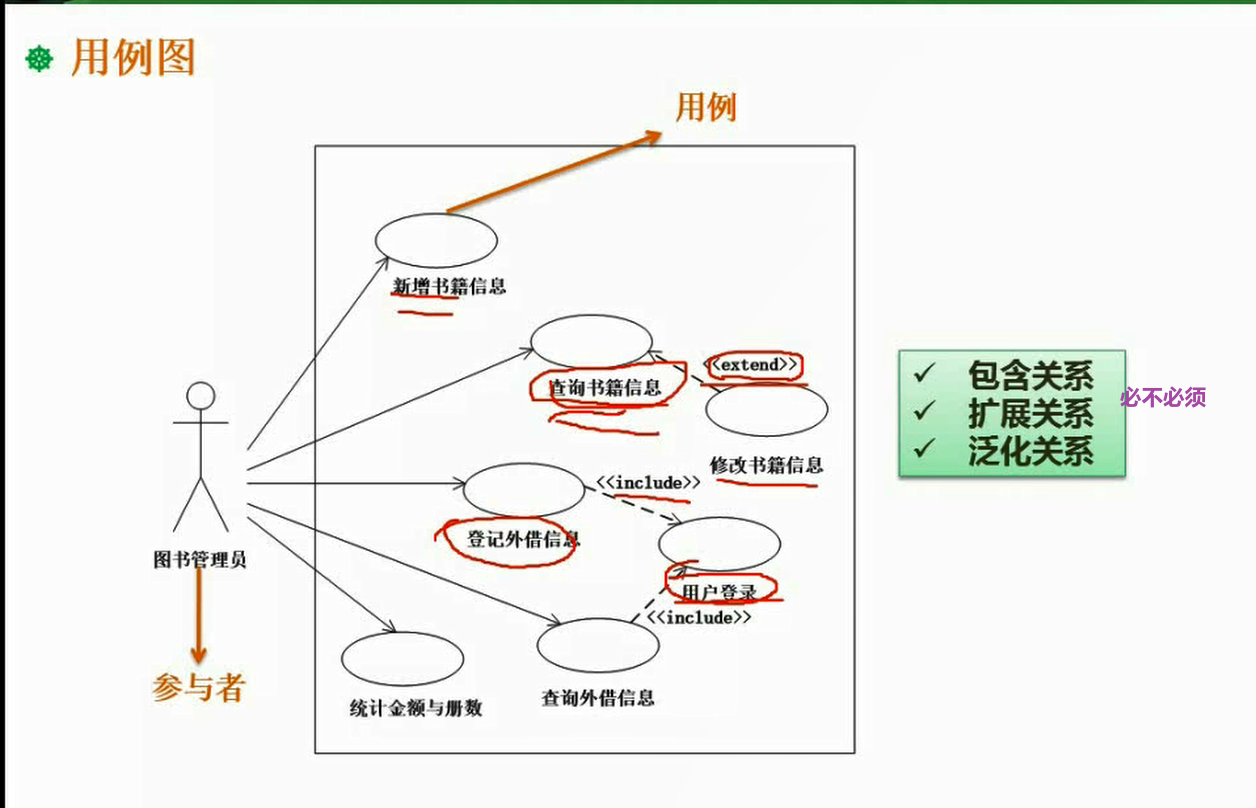 用例图
用例
新增书籍信息
<<extend>>
查询书籍信息
包含关系
扩展关系
泛化关系
必不必须
修改书籍信息
<<include>>
登记外借信息
图书管理员
用户登录
<<include>>
参与者
统计金额与册数
查询外借信息